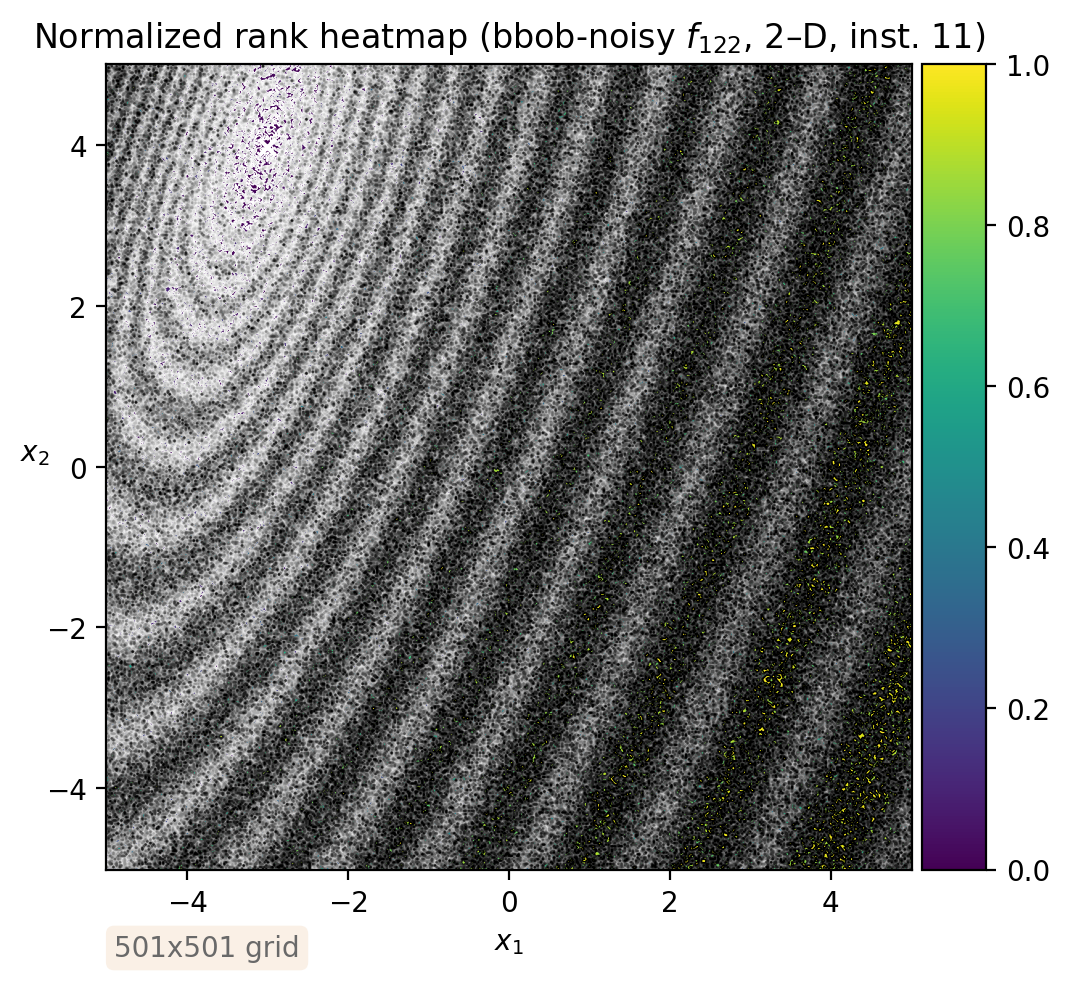 Normalized rank heatmap (bbob-noisy f122, 2–D, inst. 11)
1.0
0.8
0.6
0.4
0.2
0.0
4
2
0
−2
−4
x2
−4 −2 0 2 4
x1
501x501 grid